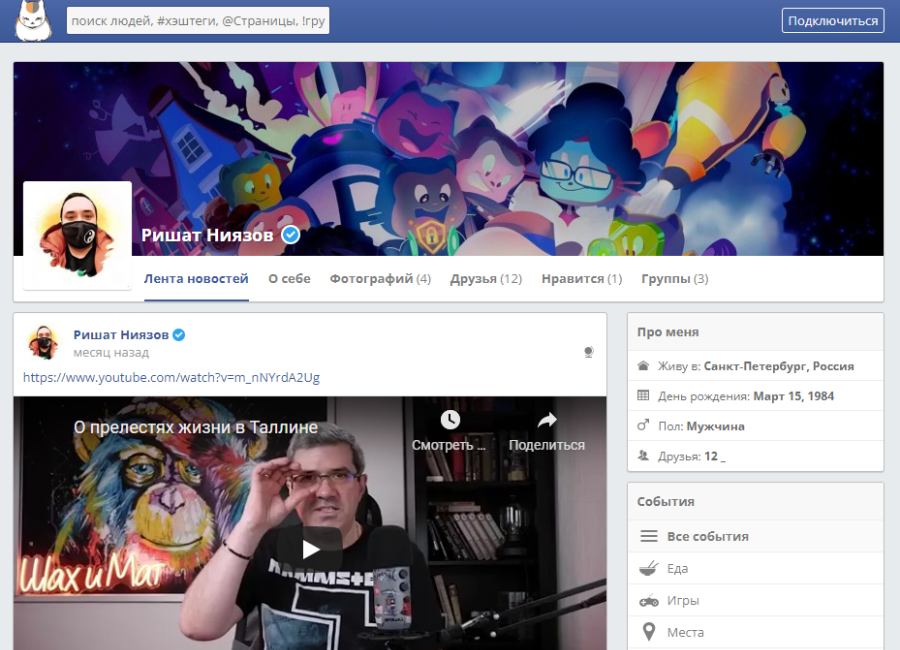 поиск людей, #хэштеги, @Страницы, !гру
Подключиться
Ришат Ниязов
Лента новостей
О себе
Фотографий (4)
Друзья (12)
Нравится (1)
Группы (3)
Ришат Ниязов
месяц назад
https://www.youtube.com/watch?v=m_nNYrdA2Ug
О прелестях жизни в Таллине
Смотреть ...
Поделиться
Шах и Мат
RAMMSTE
Про меня
Живу в: Санкт-Петербург, Россия
День рождения: Март 15, 1984
Пол: Мужчина
Друзья: 12 _
События
Все события
Еда
Игры
Места